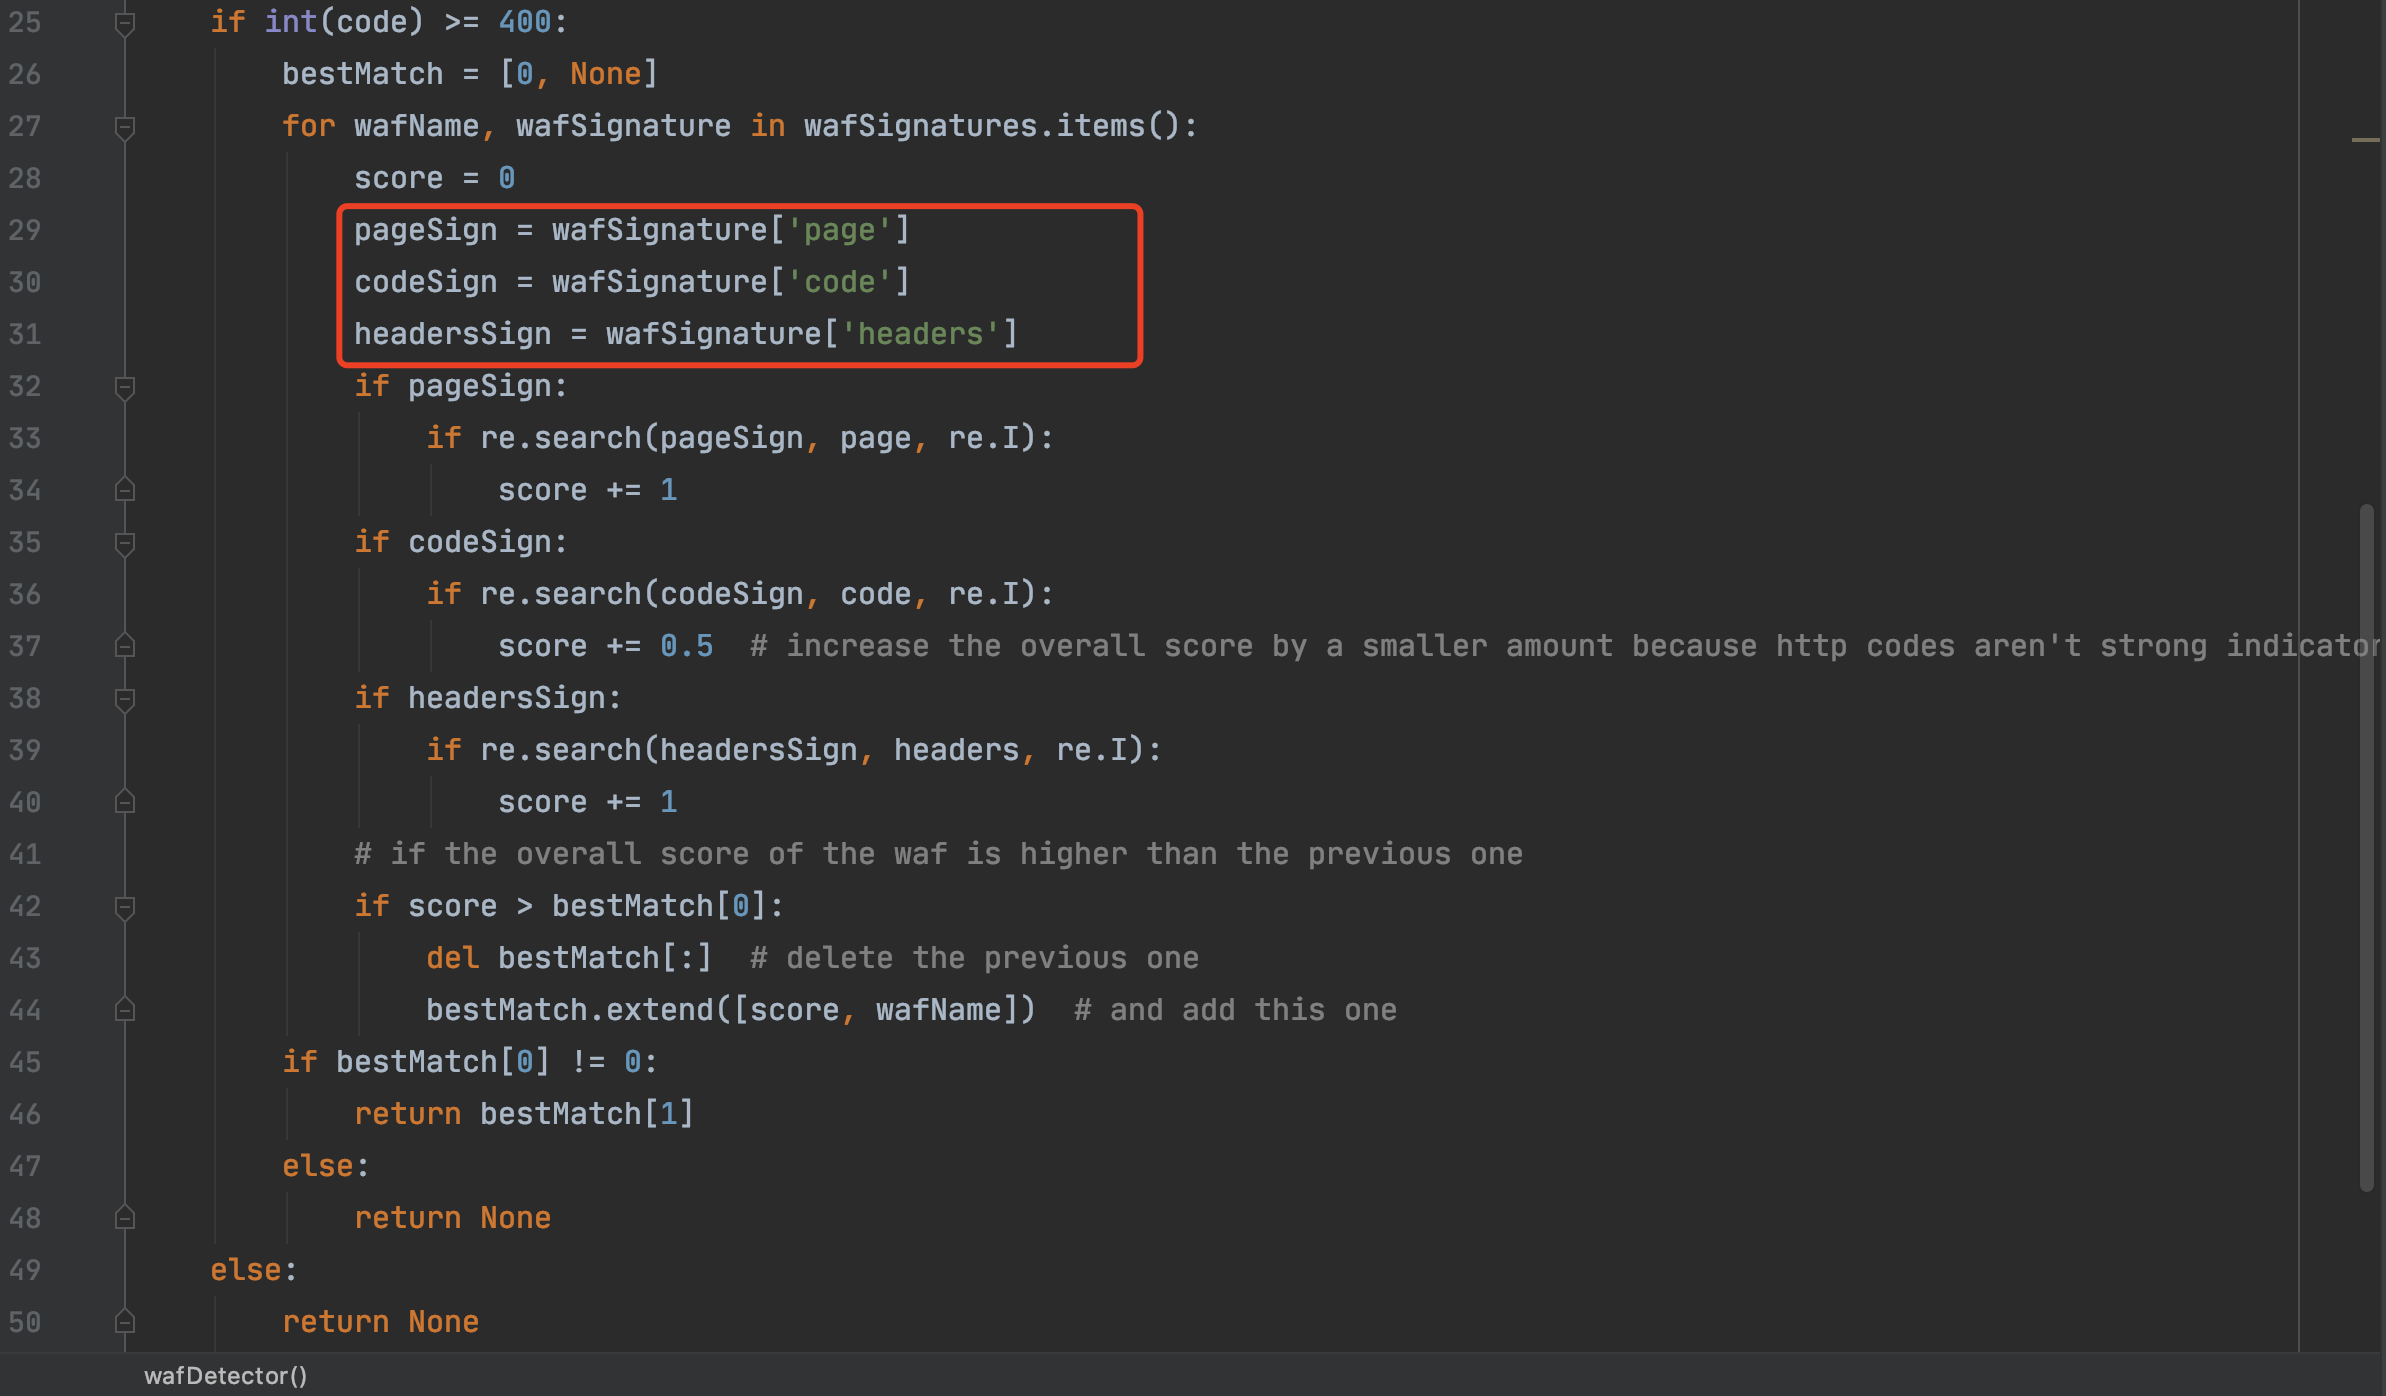 25 if int(code) >= 400:
26 bestMatch = [0, None]
27 for wafName, wafSignature in wafSignatures.items():
28 score = 0
29 pageSign = wafSignature['page']
30 codeSign = wafSignature['code']
31 headersSign = wafSignature['headers']
32 if pageSign:
33 if re.search(pageSign, page, re.I):
34 score += 1
35 if codeSign:
36 if re.search(codeSign, code, re.I):
37 score += 0.5 # increase the overall score by a smaller amount because http codes aren't strong indicator
38 if headersSign:
39 if re.search(headersSign, headers, re.I):
40 score += 1
41 # if the overall score of the waf is higher than the previous one
42 if score > bestMatch[0]:
43 del bestMatch[:] # delete the previous one
44 bestMatch.extend([score, wafName]) # and add this one
45 if bestMatch[0] != 0:
46 return bestMatch[1]
47 else:
48 return None
49 else:
50 return None
wafDetector()